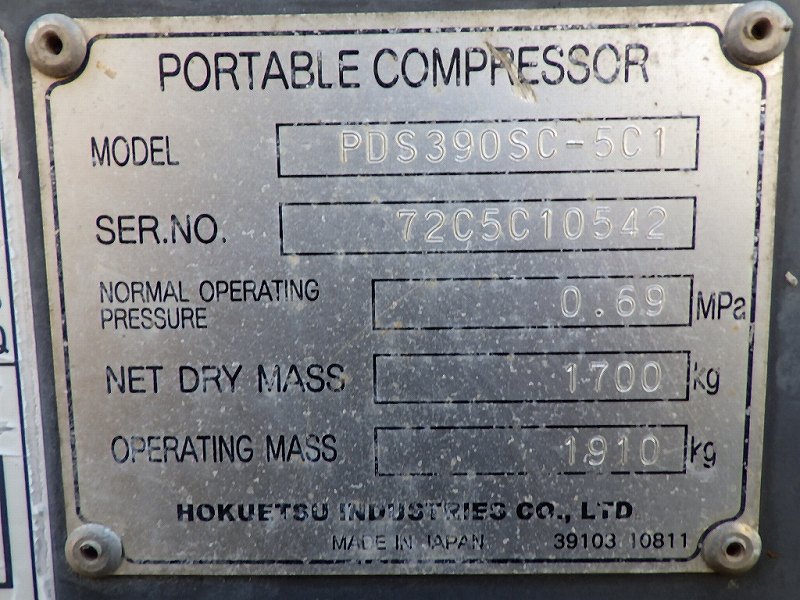 PORTABLE COMPRESSOR
MODEL PDS390SC-5C1
SER.NO. 72C5C10542
NORMAL OPERATING
PRESSURE 0.69 MPa
NET DRY MASS 1700 kg
OPERATING MASS 1910 kg
HOKUETSU INDUSTRIES CO., LTD.
MADE IN JAPAN 39103 10811